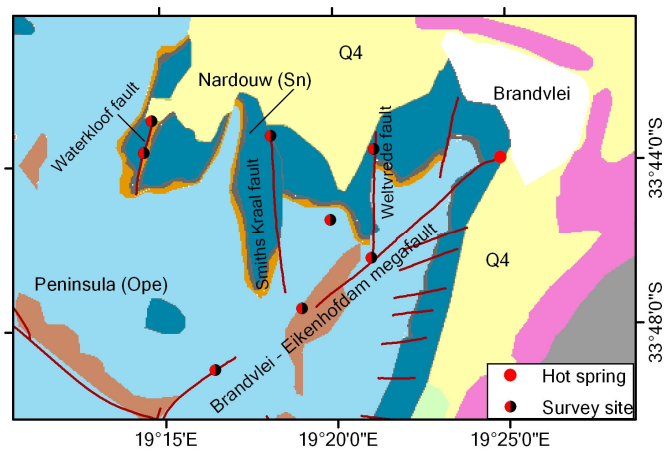 Q4
Nardouw (Sn)
Brandvlei
Waterkloof fault
Weltvrede fault
Smiths Kraal fault
33°44'0"S
Q4
Peninsula (Ope)
Brandvlei - Eikenhofdam megafault
33°48'0"S
Hot spring
Survey site
19°15'E
19°20'0"E
19°25'0"E